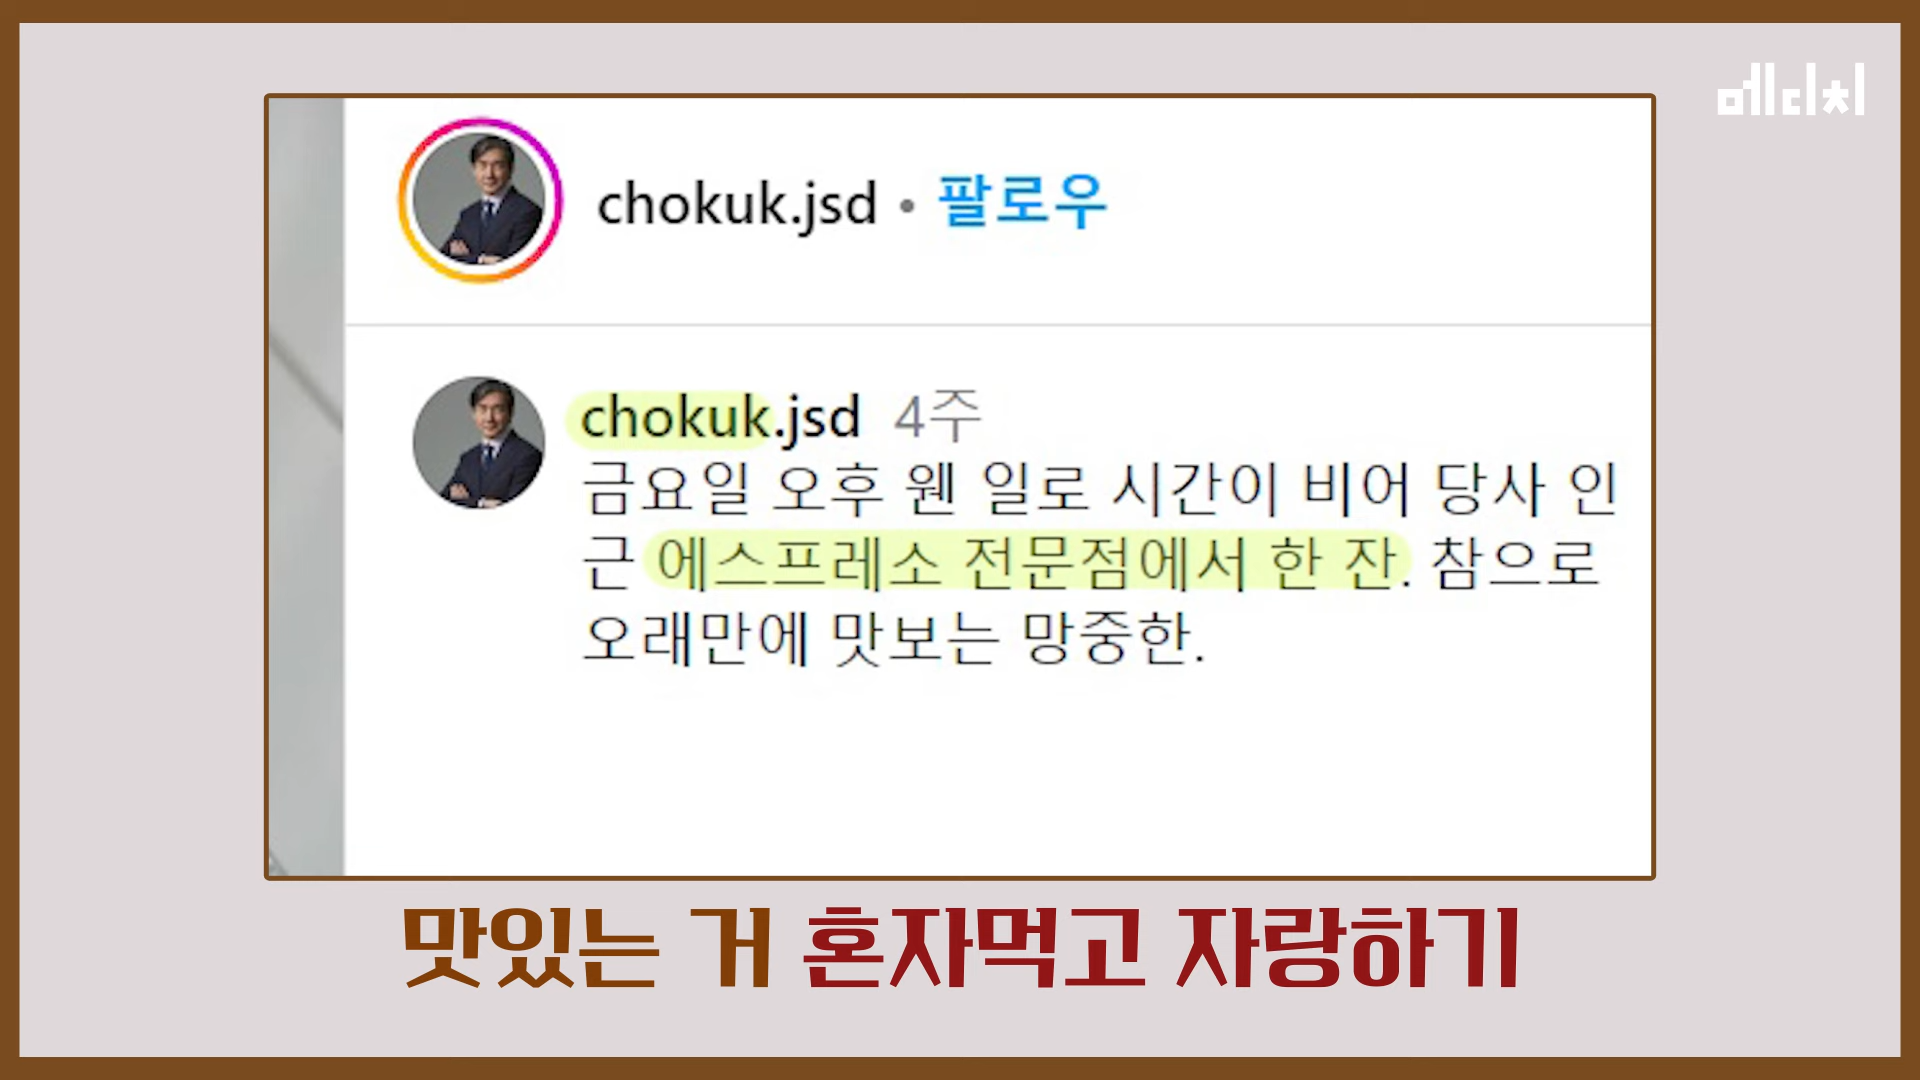 에디치
chokuk.jsd • 팔로우
chokuk.jsd 4주
금요일 오후 웬 일로 시간이 비어 당사 인
근 에스프레소 전문점에서 한 잔. 참으로
오래만에 맛보는 망중한.
맛있는 거 혼자먹고 자랑하기